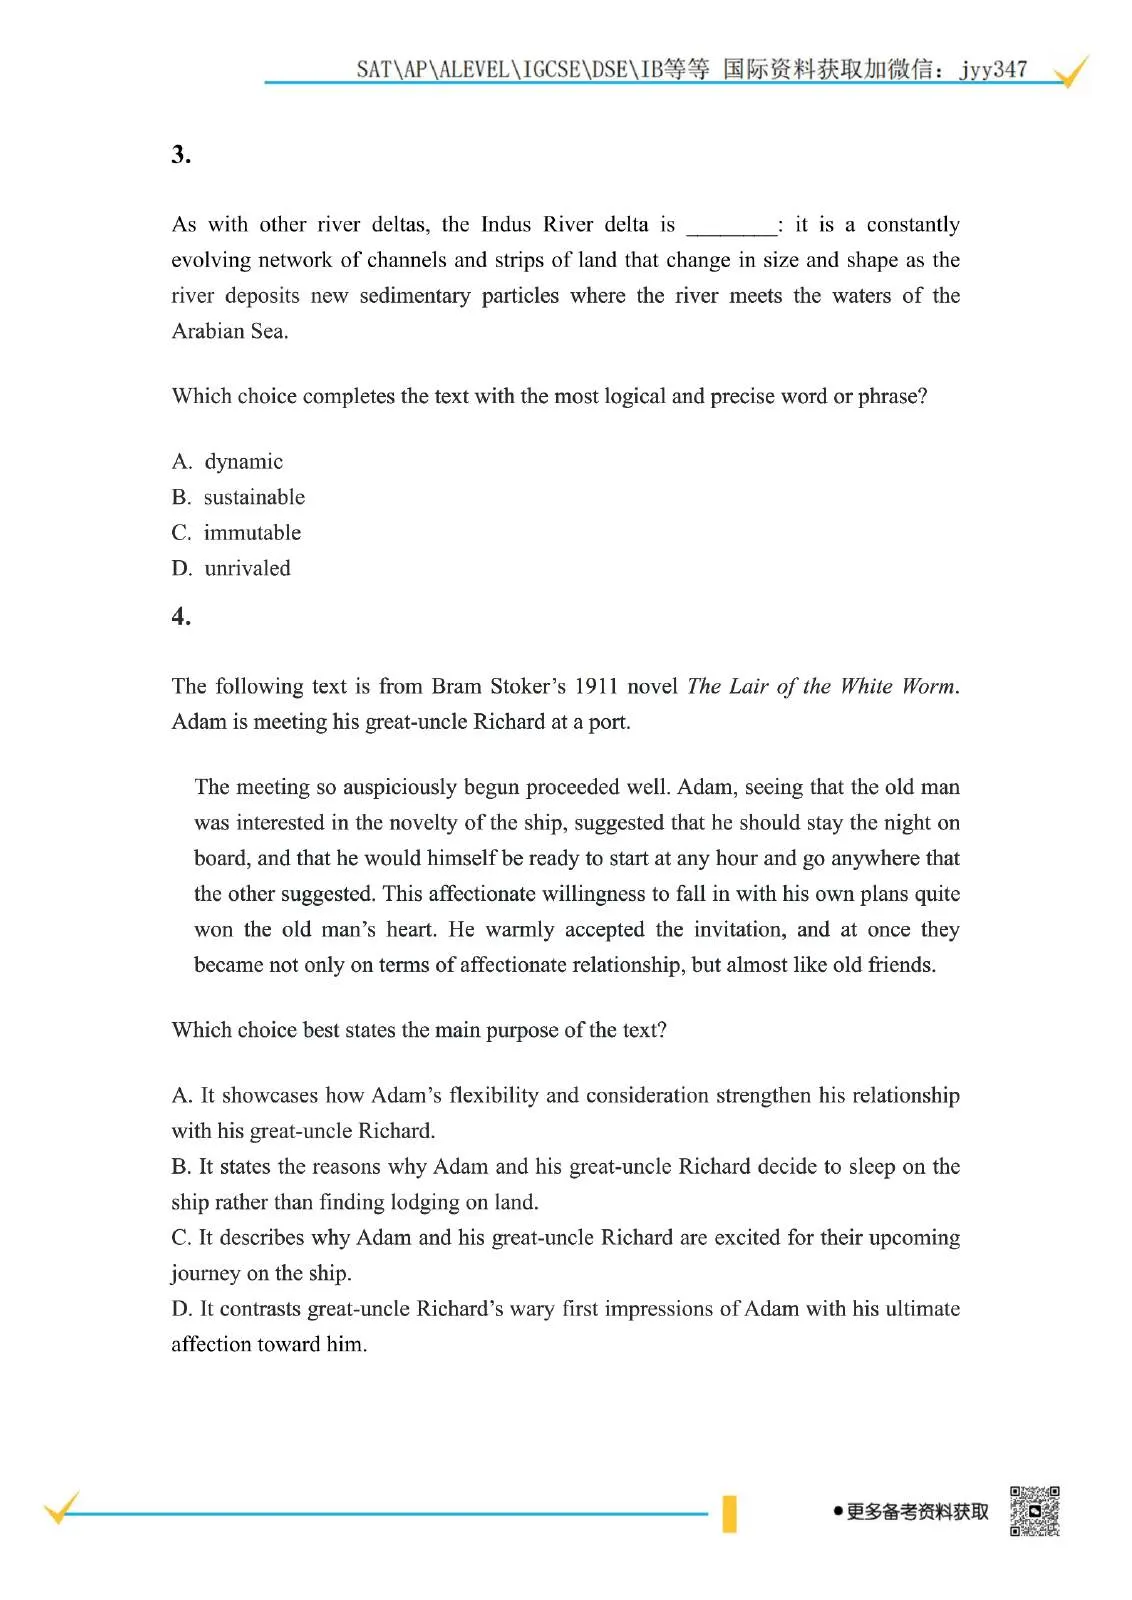 SAT\AP\ALEVEL\IGCSE\DSE\IB等等 国际资料获取加微信：jyy347
3.
As with other river deltas, the Indus River delta is ________: it is a constantly
evolving network of channels and strips of land that change in size and shape as the
river deposits new sedimentary particles where the river meets the waters of the
Arabian Sea.
Which choice completes the text with the most logical and precise word or phrase?
A. dynamic
B. sustainable
C. immutable
D. unrivaled
4.
The following text is from Bram Stoker’s 1911 novel The Lair of the White Worm.
Adam is meeting his great-uncle Richard at a port.
The meeting so auspiciously begun proceeded well. Adam, seeing that the old man
was interested in the novelty of the ship, suggested that he should stay the night on
board, and that he would himself be ready to start at any hour and go anywhere that
the other suggested. This affectionate willingness to fall in with his own plans quite
won the old man’s heart. He warmly accepted the invitation, and at once they
became not only on terms of affectionate relationship, but almost like old friends.
Which choice best states the main purpose of the text?
A. It showcases how Adam’s flexibility and consideration strengthen his relationship
with his great-uncle Richard.
B. It states the reasons why Adam and his great-uncle Richard decide to sleep on the
ship rather than finding lodging on land.
C. It describes why Adam and his great-uncle Richard are excited for their upcoming
journey on the ship.
D. It contrasts great-uncle Richard’s wary first impressions of Adam with his ultimate
affection toward him.
●更多备考资料获取